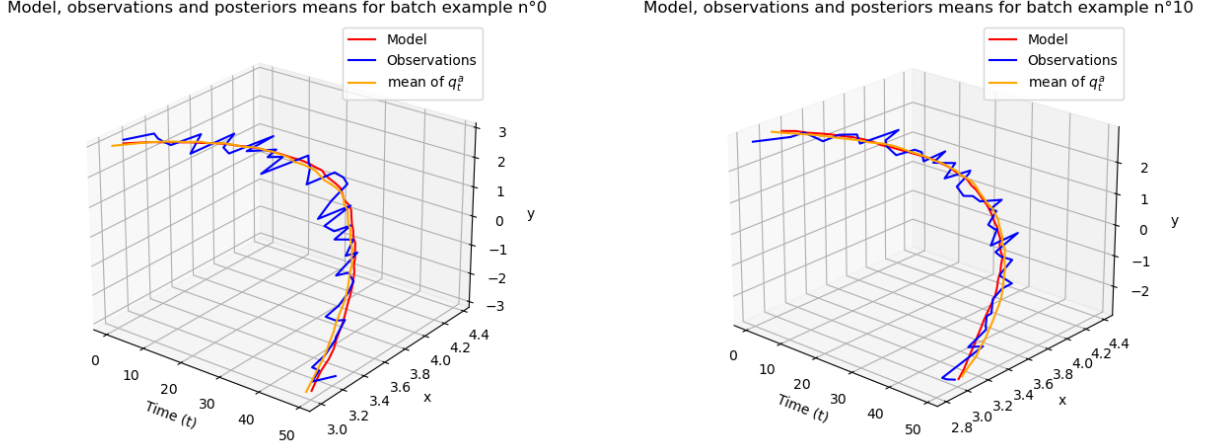 Model, observations and posteriors means for batch example n°0
Model
Observations
mean of q_t^a
3
2
1
0
−1
−2
−3
y
0
10
20
30
40
50
Time (t)
3.0
3.2
3.4
3.6
3.8
4.0
4.2
4.4
x
Model, observations and posteriors means for batch example n°10
Model
Observations
mean of q_t^a
2
1
0
−1
−2
y
0
10
20
30
40
50
Time (t)
2.8
3.0
3.2
3.4
3.6
3.8
4.0
4.2
4.4
x